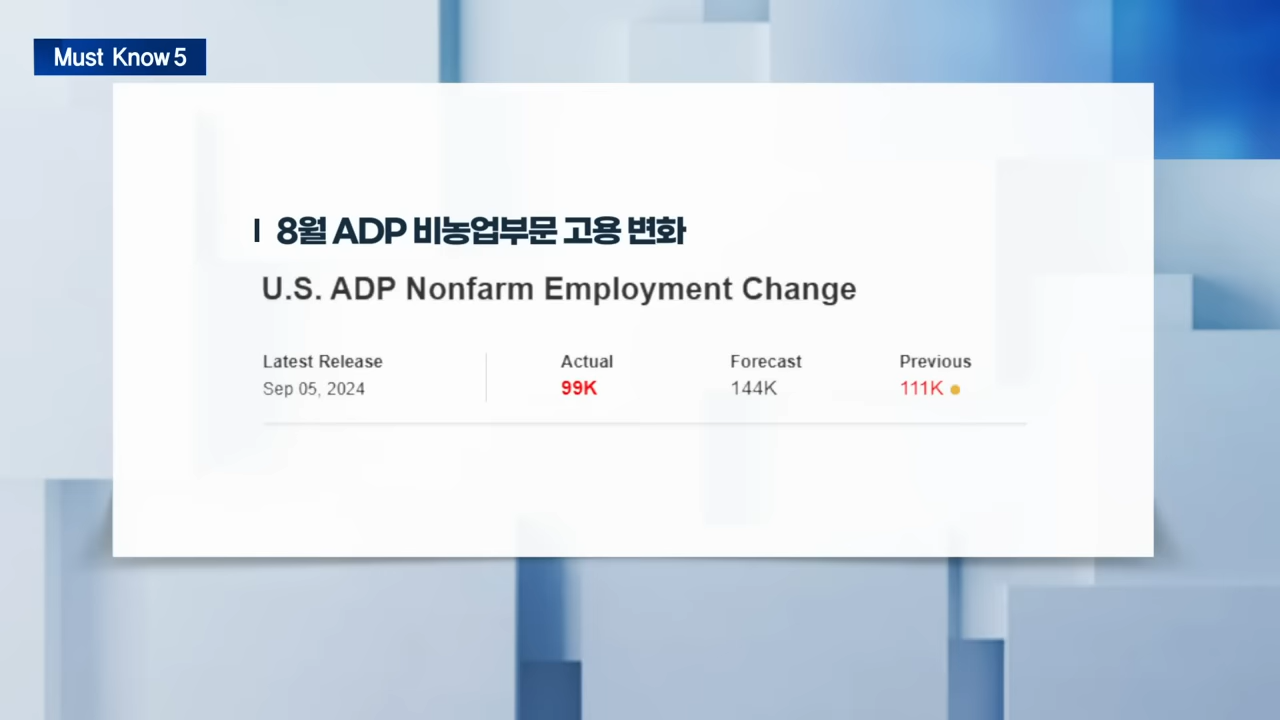 Must Know 5
8월 ADP 비농업부문 고용 변화
U.S. ADP Nonfarm Employment Change
Latest Release Actual Forecast Previous
Sep 05, 2024 99K 144K 111K